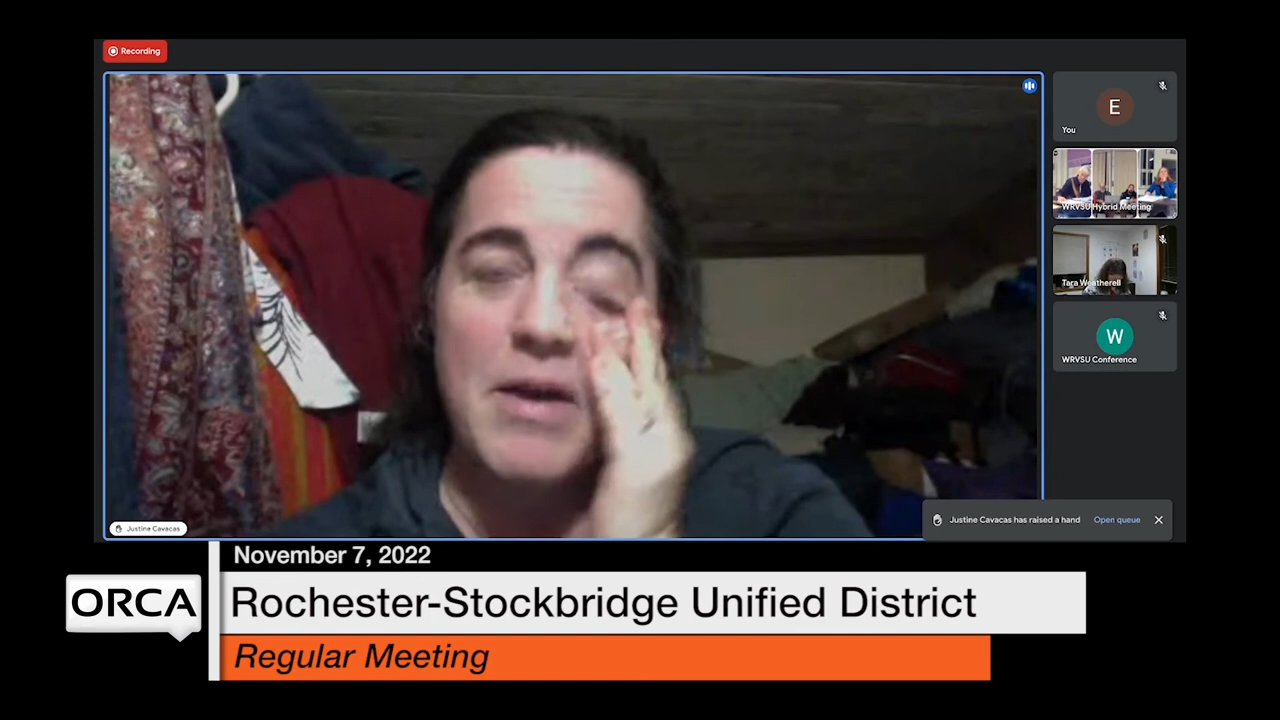 Recording
E
You
WRVSU Hybrid Meeting
Tara Weatherell
W
WRVSU Conference
Justine Cavacas
Justine Cavacas has raised a hand
Open queue
November 7, 2022
ORCA
Rochester-Stockbridge Unified District
Regular Meeting